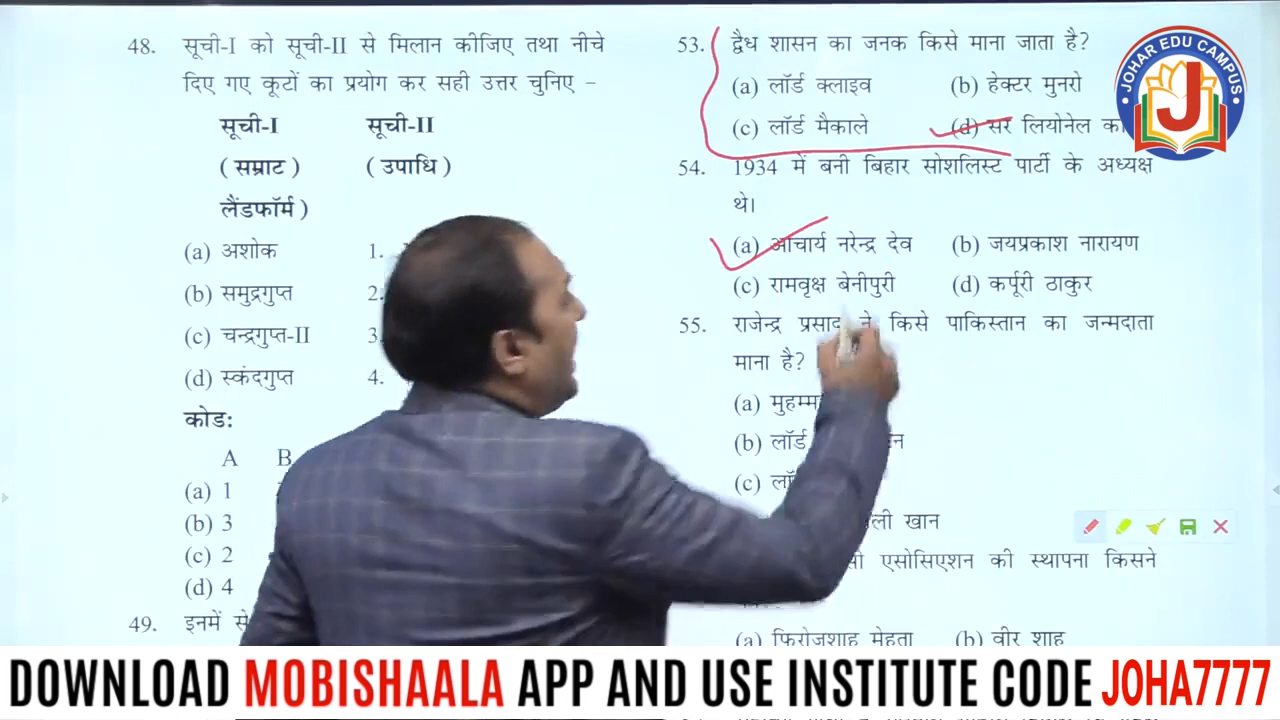 48. सूची-I को सूची-II से मिलान कीजिए तथा नीचे
दिए गए कूटों का प्रयोग कर सही उत्तर चुनिए –
सूची-I सूची-II
( सम्राट ) ( उपाधि )
लैंडफॉर्म )
(a) अशोक 1.
(b) समुद्रगुप्त 2.
(c) चन्द्रगुप्त-II 3.
(d) स्कंदगुप्त 4.
कोडः
A B
(a) 1
(b) 3
(c) 2
(d) 4
49. इनमें से
53. द्वैध शासन का जनक किसे माना जाता है?
(a) लॉर्ड क्लाइव (b) हेक्टर मुनरो
(c) लॉर्ड मैकाले (d) सर लियोनेल
54. 1934 में बनी बिहार सोशलिस्ट पार्टी के अध्यक्ष
थे।
(a) आचार्य नरेन्द्र देव (b) जयप्रकाश नारायण
(c) रामवृक्ष बेनीपुरी (d) कर्पूरी ठाकुर
55. राजेन्द्र प्रसाद ने किसे पाकिस्तान का जन्मदाता
माना है?
(a)
(b) लॉर्ड
(c)
खान
एसोसिएशन की स्थापना किसने
(a) फिरोजशाह मेहता (b) वीर शाह
JOHAR EDU CAMPUS
J
DOWNLOAD MOBISHAALA APP AND USE INSTITUTE CODE JOHA7777